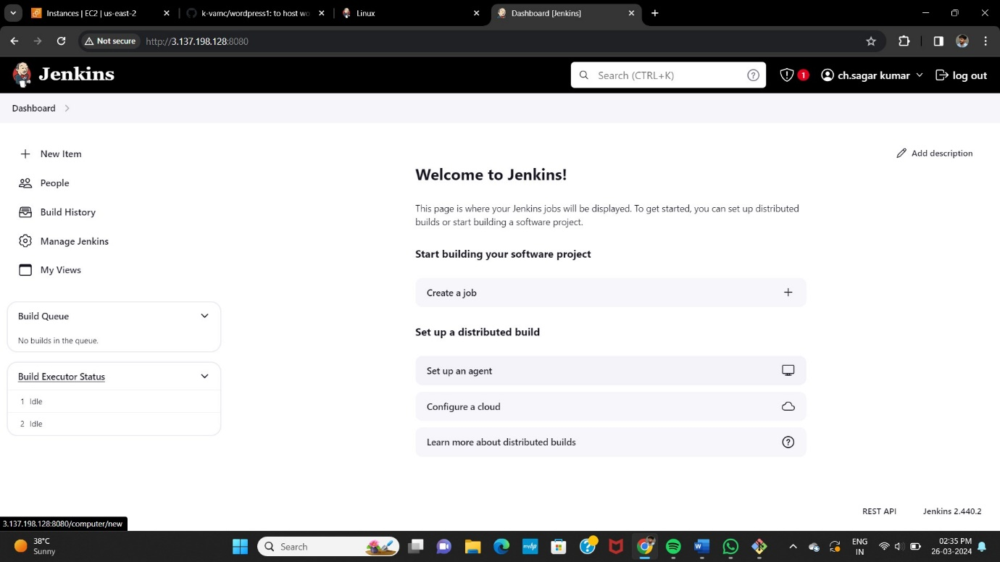 Instances | EC2 | us-east-2
k-vamc/wordpress1: to host wo
Linux
Dashboard [Jenkins]
Not secure
http://3.137.198.128:8080
Jenkins
Search (CTRL+K)
1
ch.sagar kumar
log out
Dashboard
New Item
People
Build History
Manage Jenkins
My Views
Build Queue
No builds in the queue.
Build Executor Status
1 Idle
2 Idle
Add description
Welcome to Jenkins!
This page is where your Jenkins jobs will be displayed. To get started, you can set up distributed
builds or start building a software project.
Start building your software project
Create a job
Set up a distributed build
Set up an agent
Configure a cloud
Learn more about distributed builds
REST API
Jenkins 2.440.2
3.137.198.128:8080/computer/new
38°C
Sunny
Search
myhp
ENG
IN
02:35 PM
26-03-2024